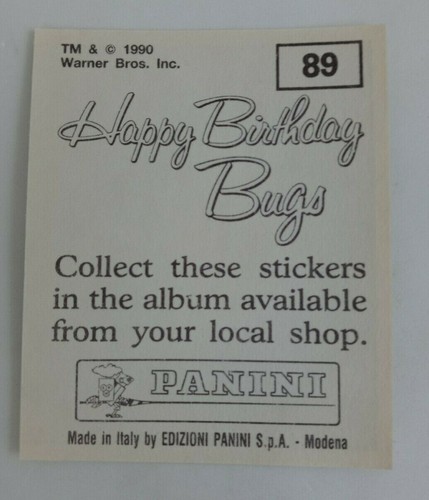 TM & © 1990
Warner Bros. Inc.
89
Happy Birthday
Bugs
Collect these stickers
in the album available
from your local shop.
PANINI
Made in Italy by EDIZIONI PANINI S.p.A. - Modena